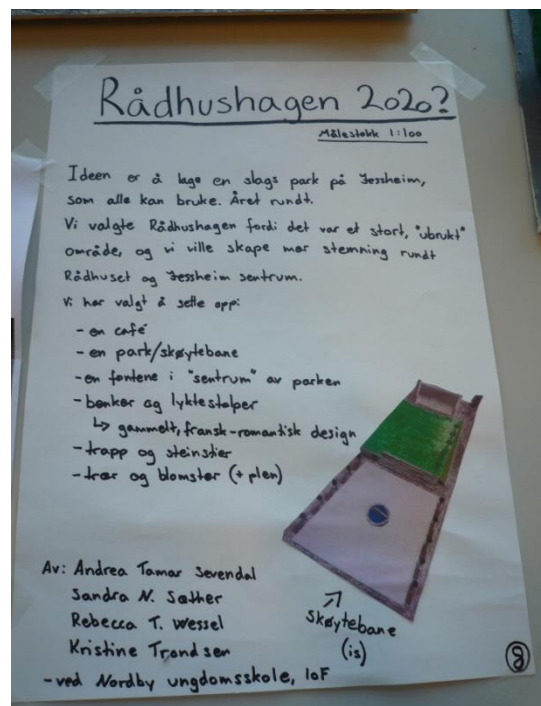 Rådhushagen 2020?
Målestokk 1:100
Ideen er å lage en slags park på Jessheim,
som alle kan bruke. Året rundt.
Vi valgte Rådhushagen fordi det var et stort, "ubrukt"
område, og vi ville skape mer stemning rundt
Rådhuset og Jessheim sentrum.
Vi har valgt å sette opp:
- en café
- en park/skøytebane
- en fontene i "sentrum" av parken
- benker og lyktestolper
↳ gammelt, fransk-romantisk design
- trapp og steinstier
- trær og blomster (+ plen)
Av: Andrea Tamar Sevendal
Sandra N. Sæther
Rebecca T. Wessel
Kristine Trondsen
- ved Nordby ungdomsskole, 10F
Skøytebane
(is)
8